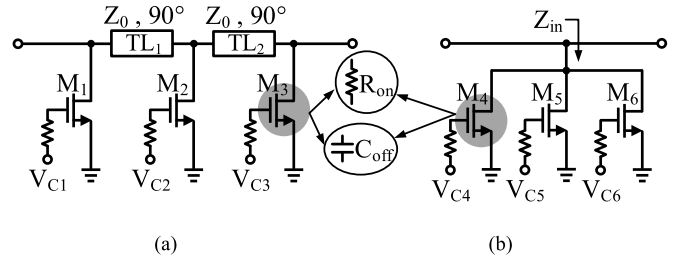 Z0 , 90° Z0 , 90° Zin
TL1 TL2
M1 M2 M3 Ron M4 M5 M6
Coff
VC1 VC2 VC3 VC4 VC5 VC6
(a) (b)